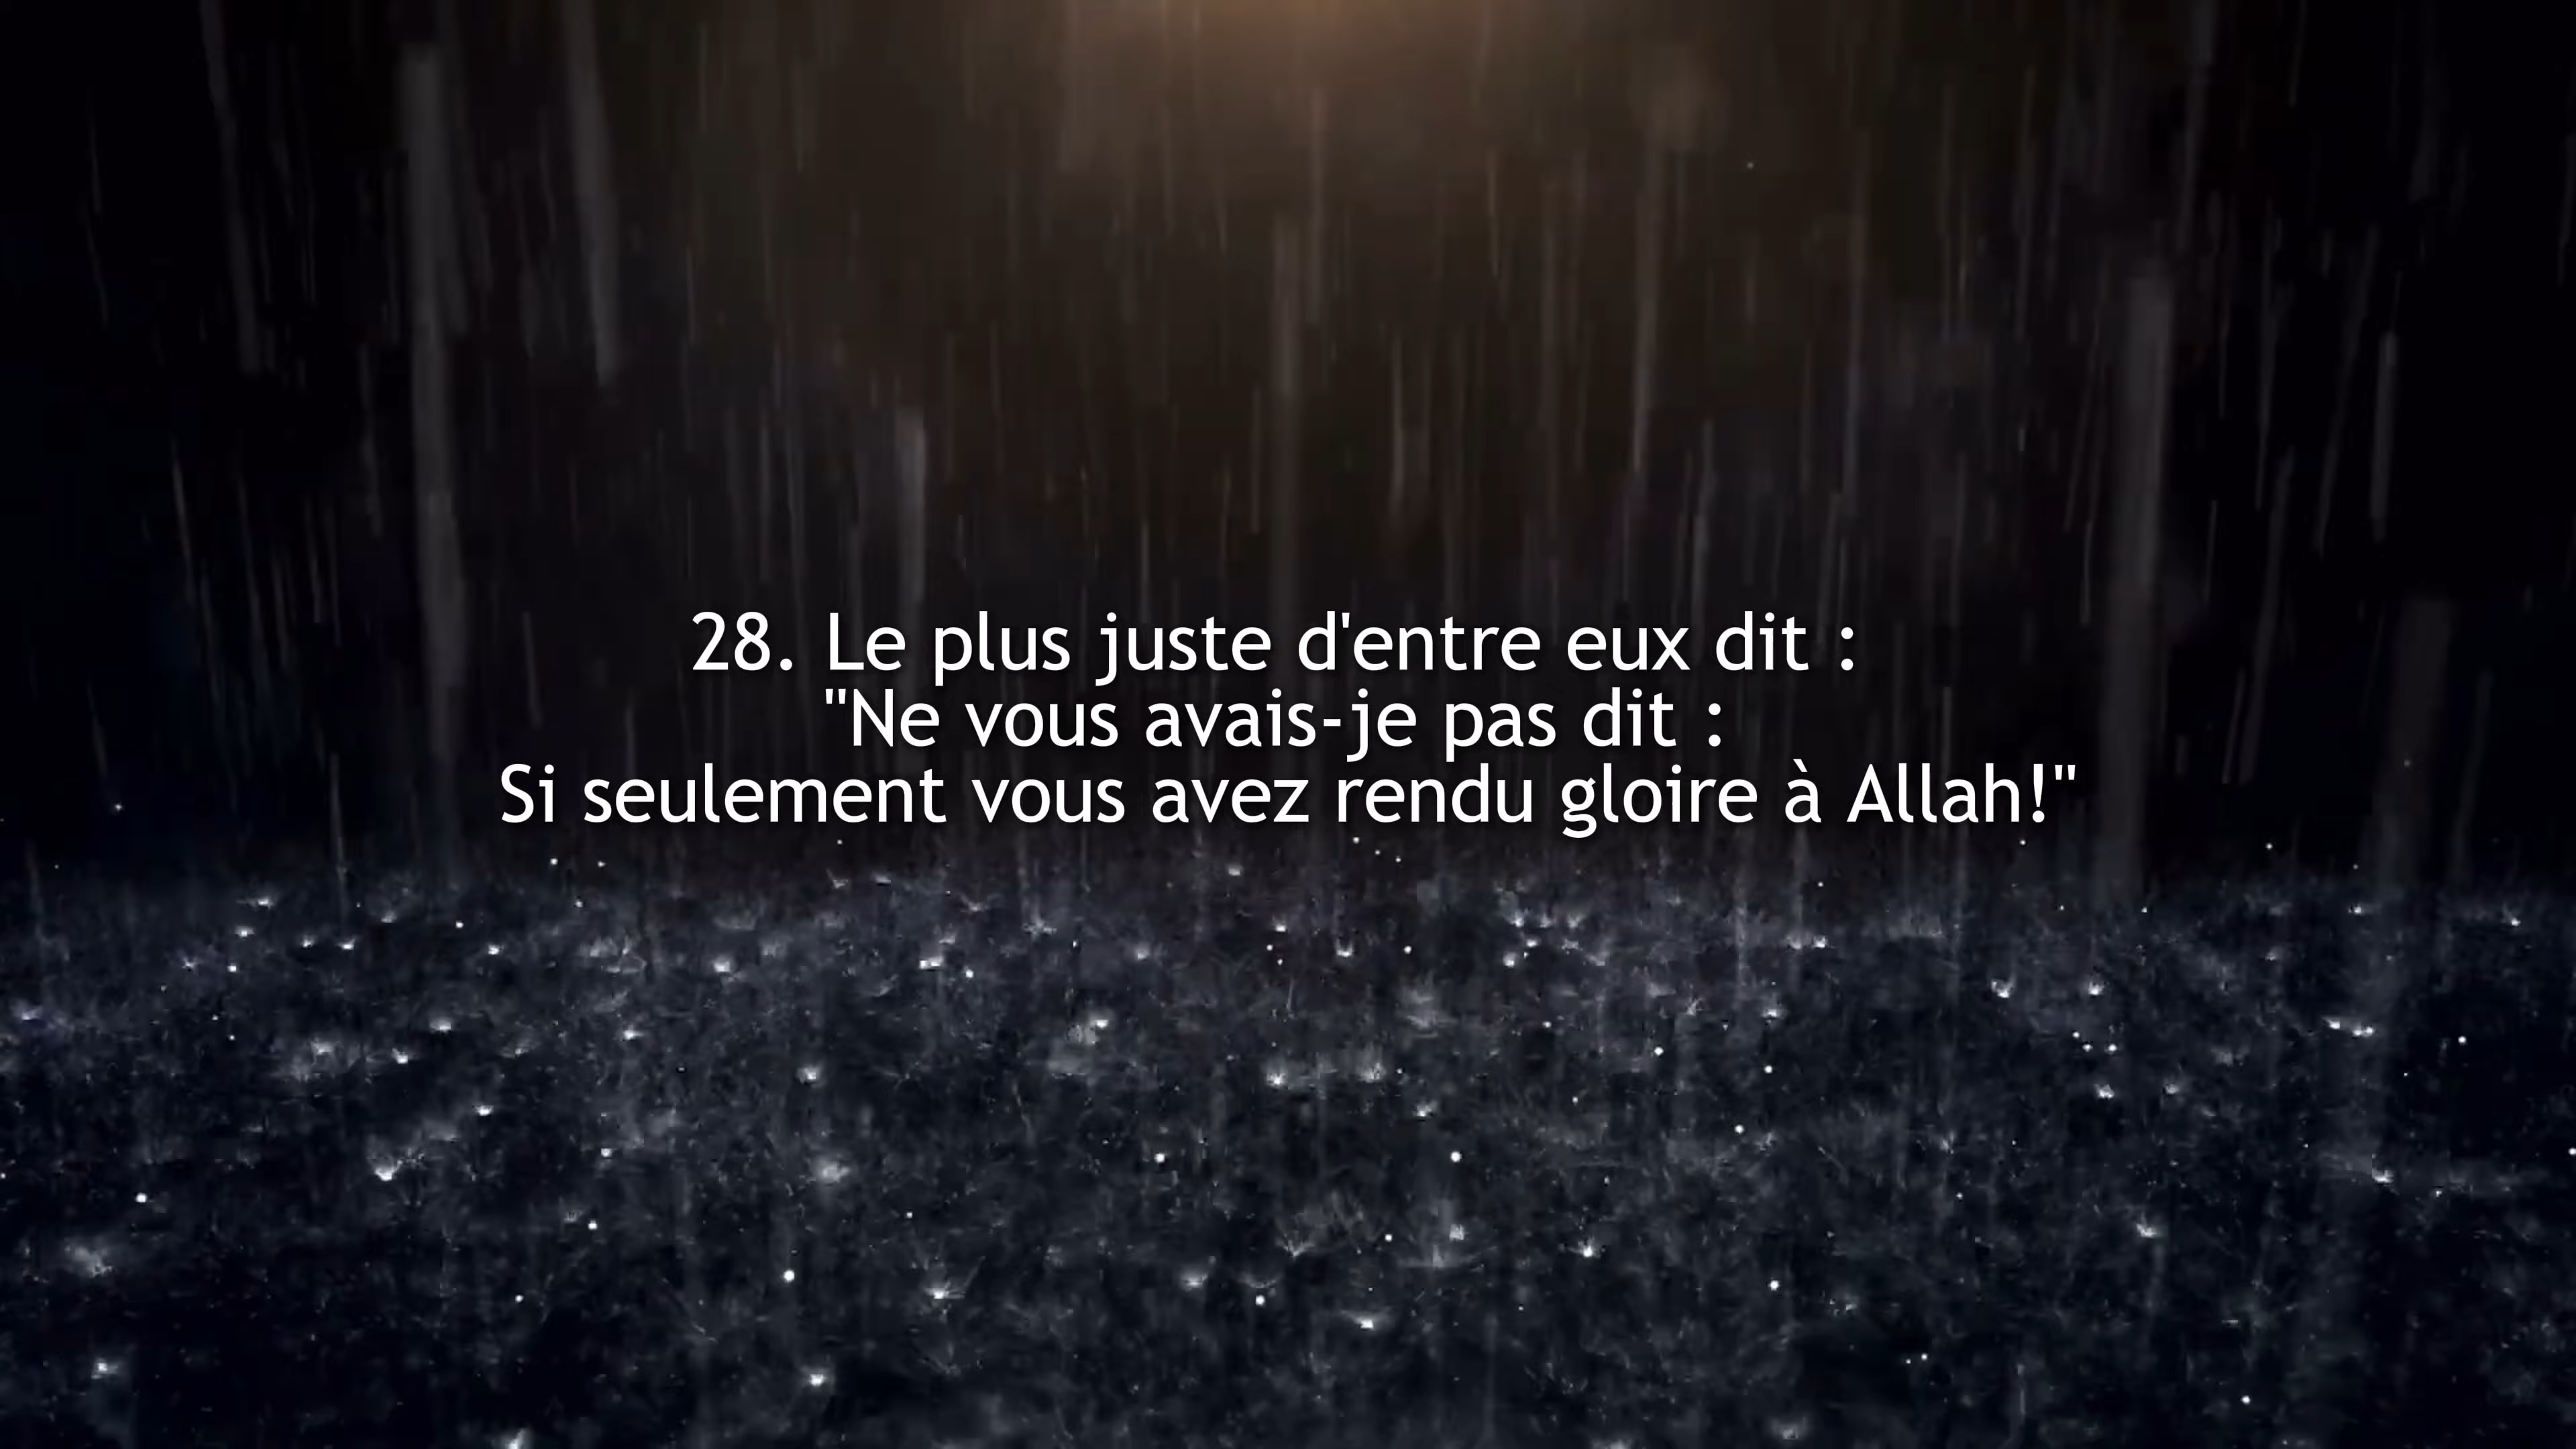 28. Le plus juste d'entre eux dit :
"Ne vous avais-je pas dit :
Si seulement vous avez rendu gloire à Allah!"